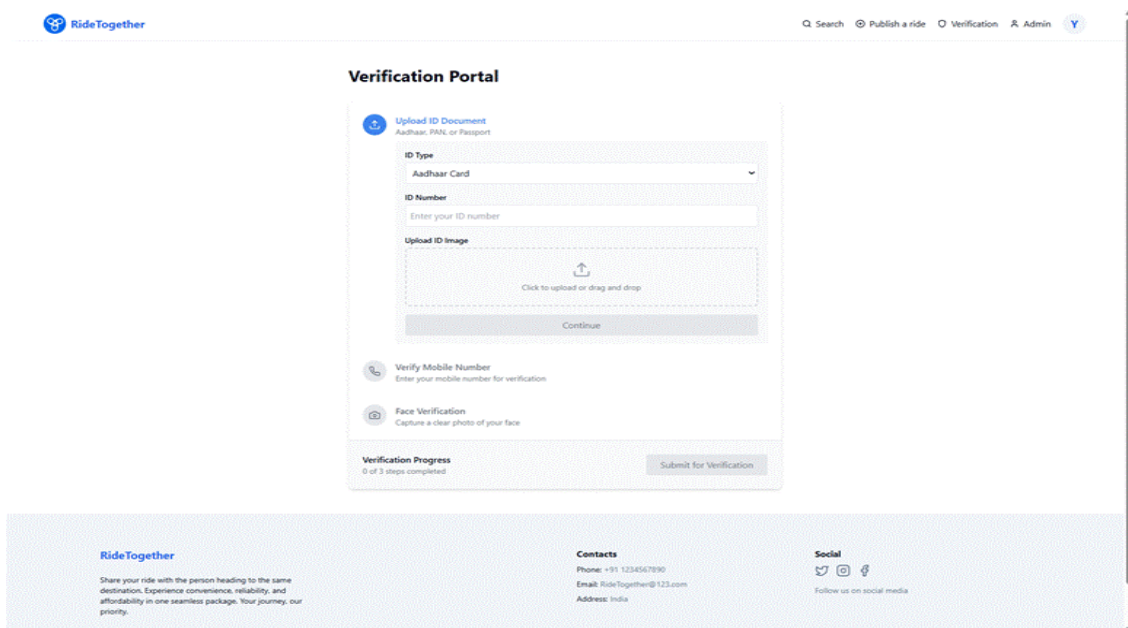 RideTogether
Search Publish a ride Verification Admin Y
Verification Portal
Upload ID Document
Aadhaar, PAN, or Passport
ID Type
Aadhaar Card
ID Number
Enter your ID number
Upload ID Image
Click to upload or drag and drop
Continue
Verify Mobile Number
Enter your mobile number for verification
Face Verification
Capture a clear photo of your face
Verification Progress
0 of 3 steps completed
Submit for Verification
RideTogether
Share your ride with the person heading to the same
destination. Experience convenience, reliability, and
affordability in one seamless package. Your journey, our
priority.
Contacts
Phone: +91 1234567890
Email: RideTogether@123.com
Address: India
Social
Follow us on social media